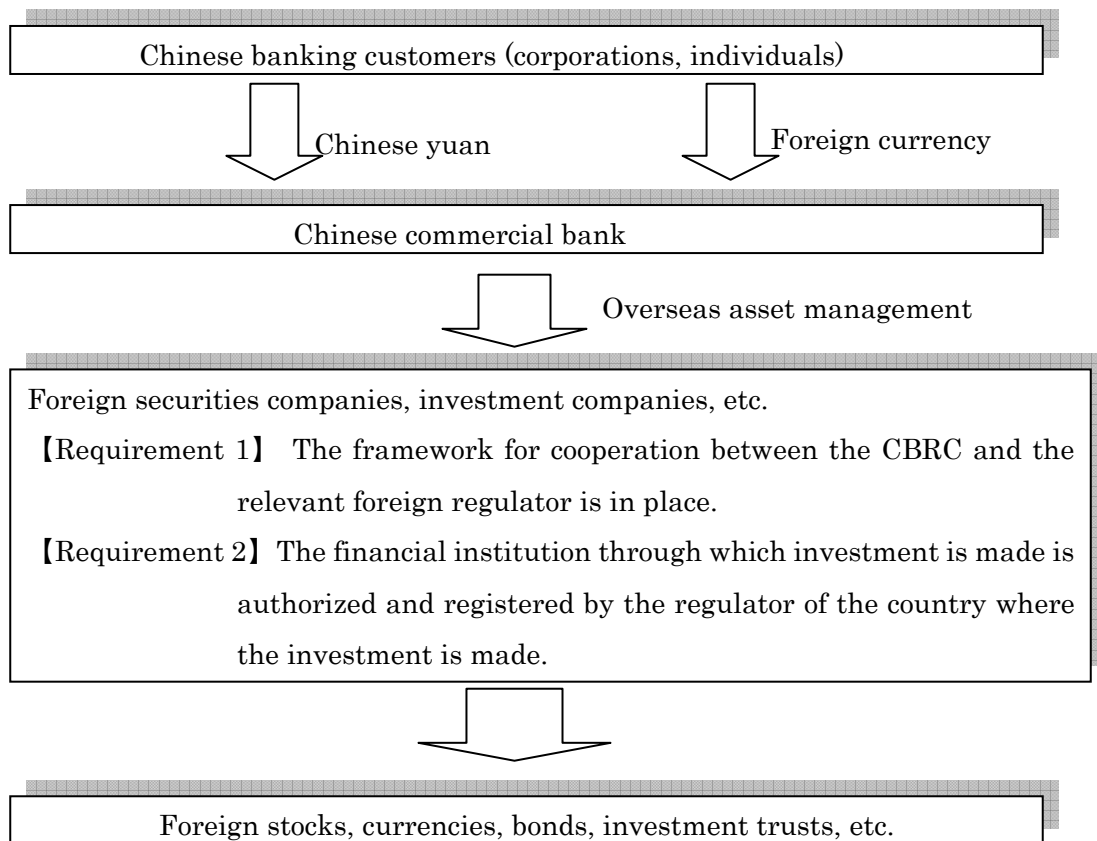 Chinese banking customers (corporations, individuals)
Chinese yuan
Foreign currency
Chinese commercial bank
Overseas asset management
Foreign securities companies, investment companies, etc.
【Requirement 1】 The framework for cooperation between the CBRC and the
relevant foreign regulator is in place.
【Requirement 2】 The financial institution through which investment is made is
authorized and registered by the regulator of the country where
the investment is made.
Foreign stocks, currencies, bonds, investment trusts, etc.